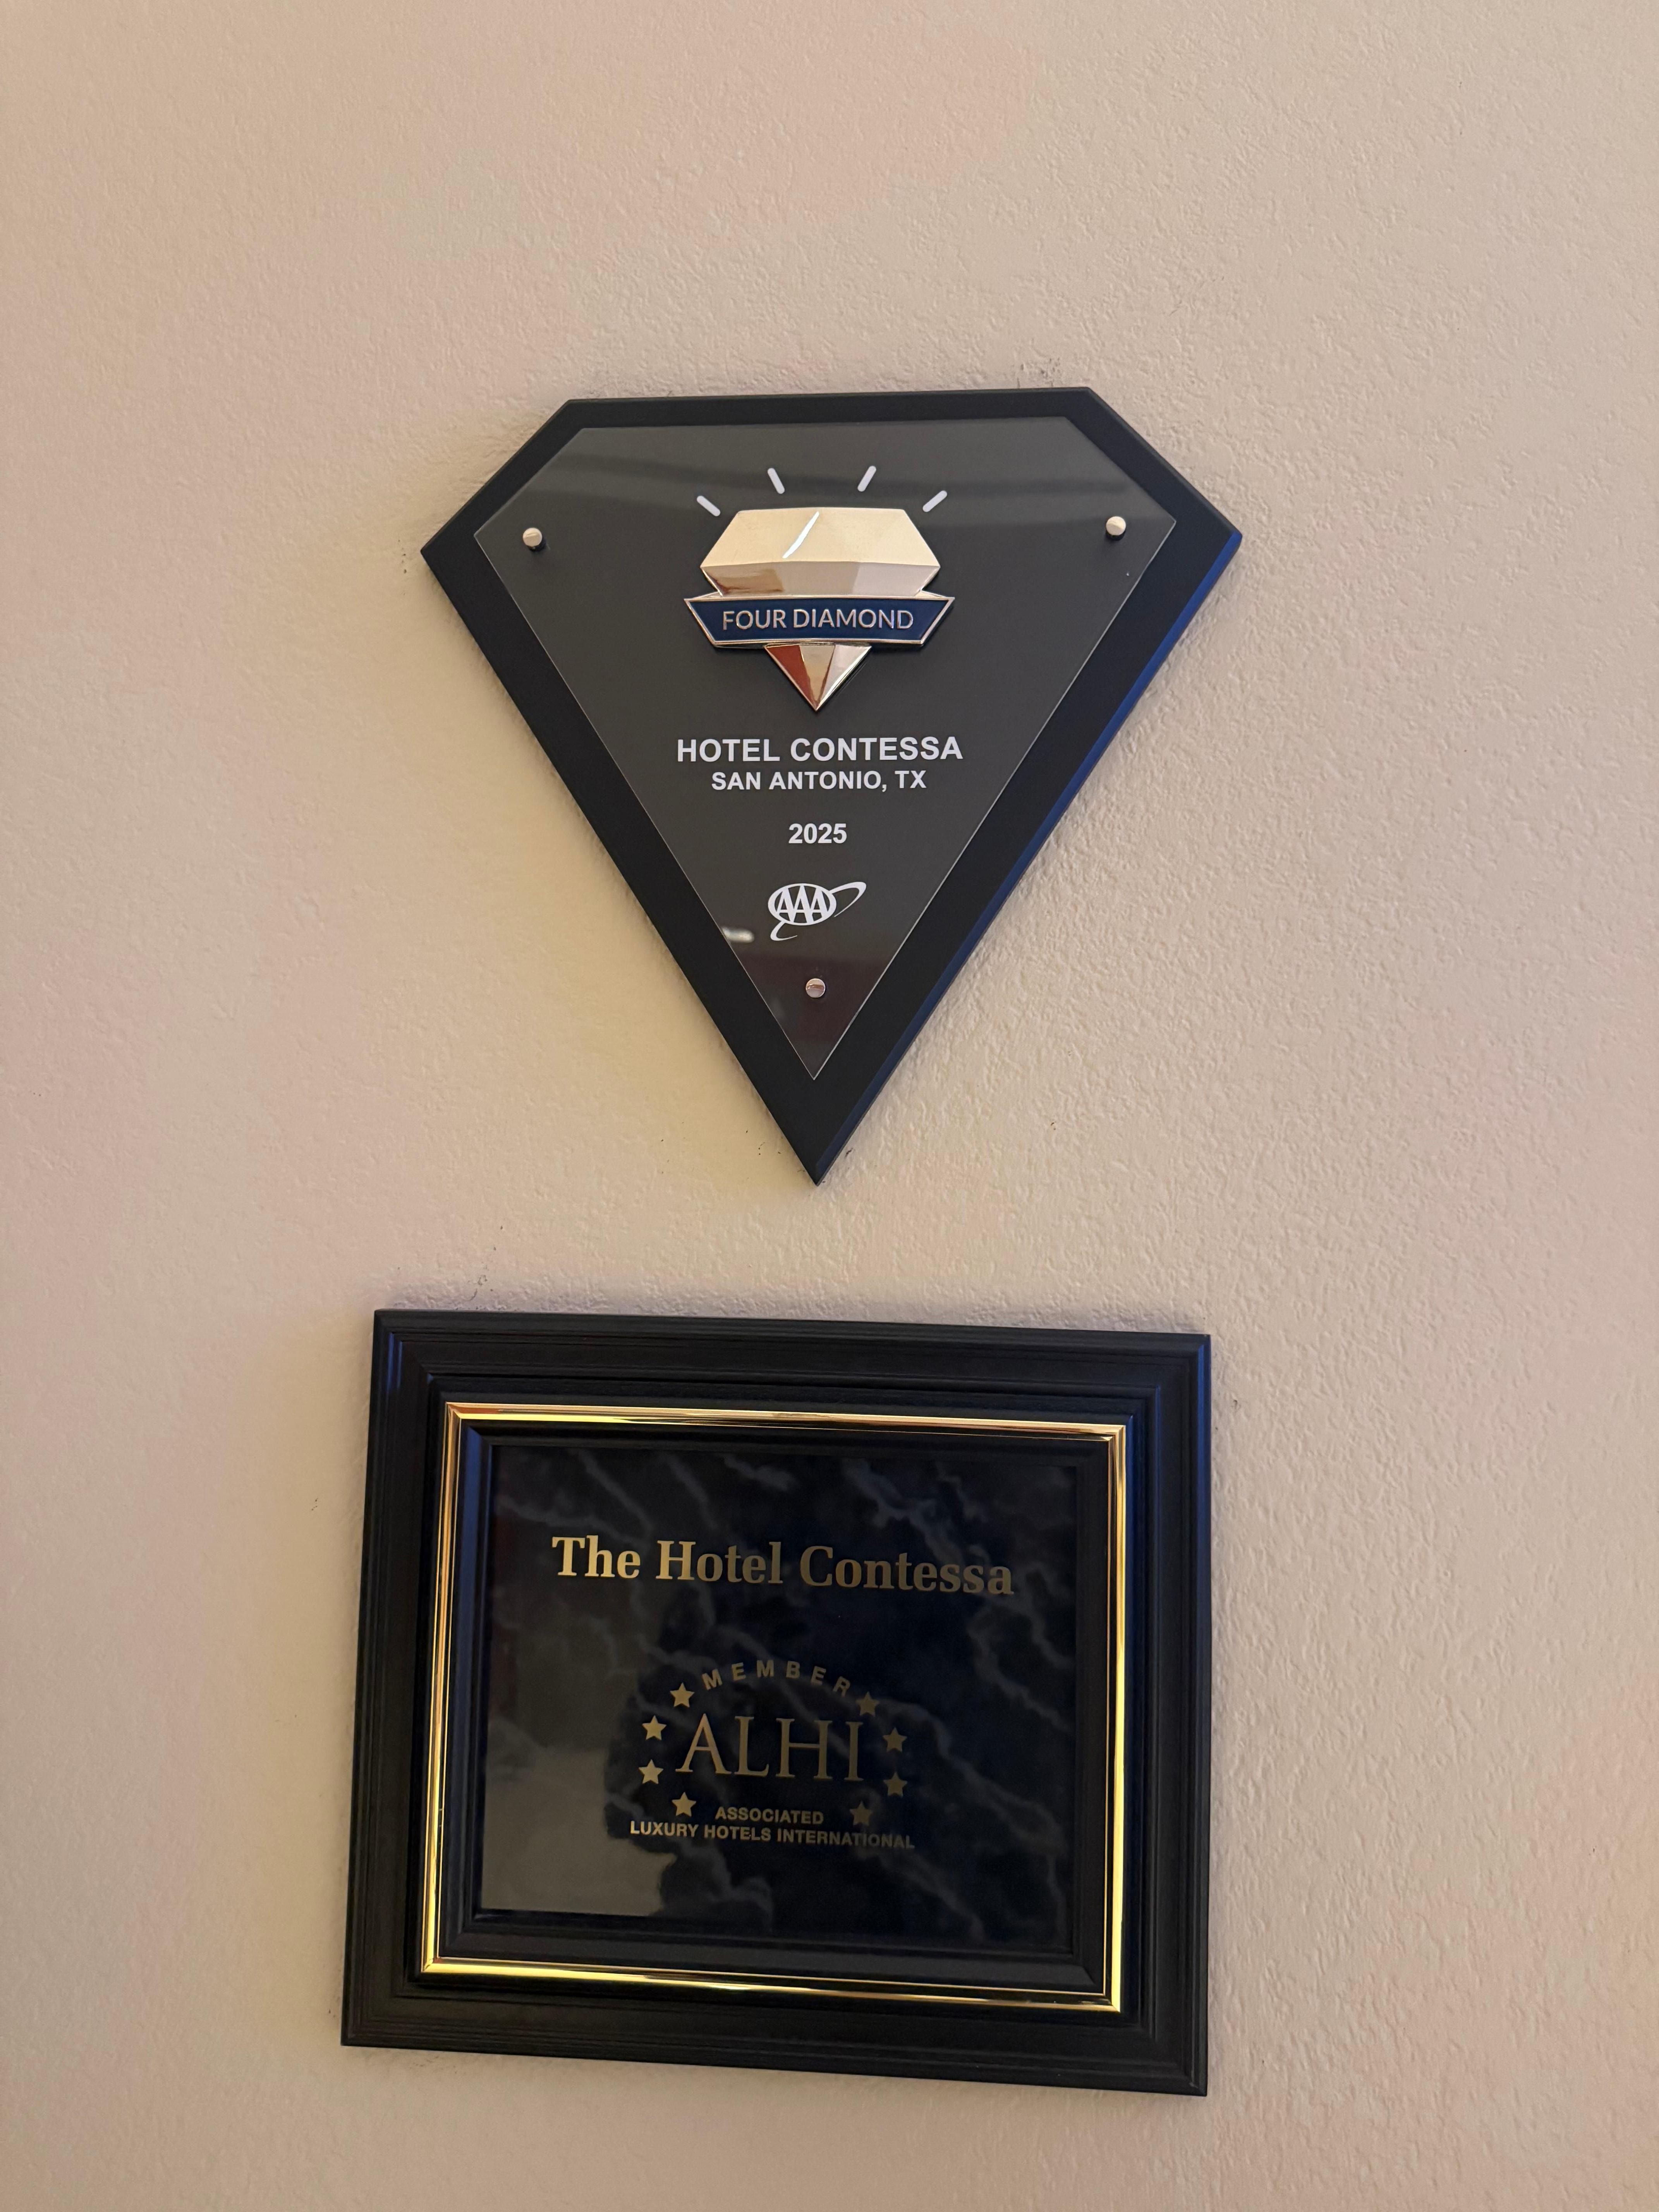 FOUR DIAMOND
HOTEL CONTESSA
SAN ANTONIO, TX
2025
AAA
The Hotel Contessa
MEMBER
ALHI
ASSOCIATED
LUXURY HOTELS INTERNATIONAL